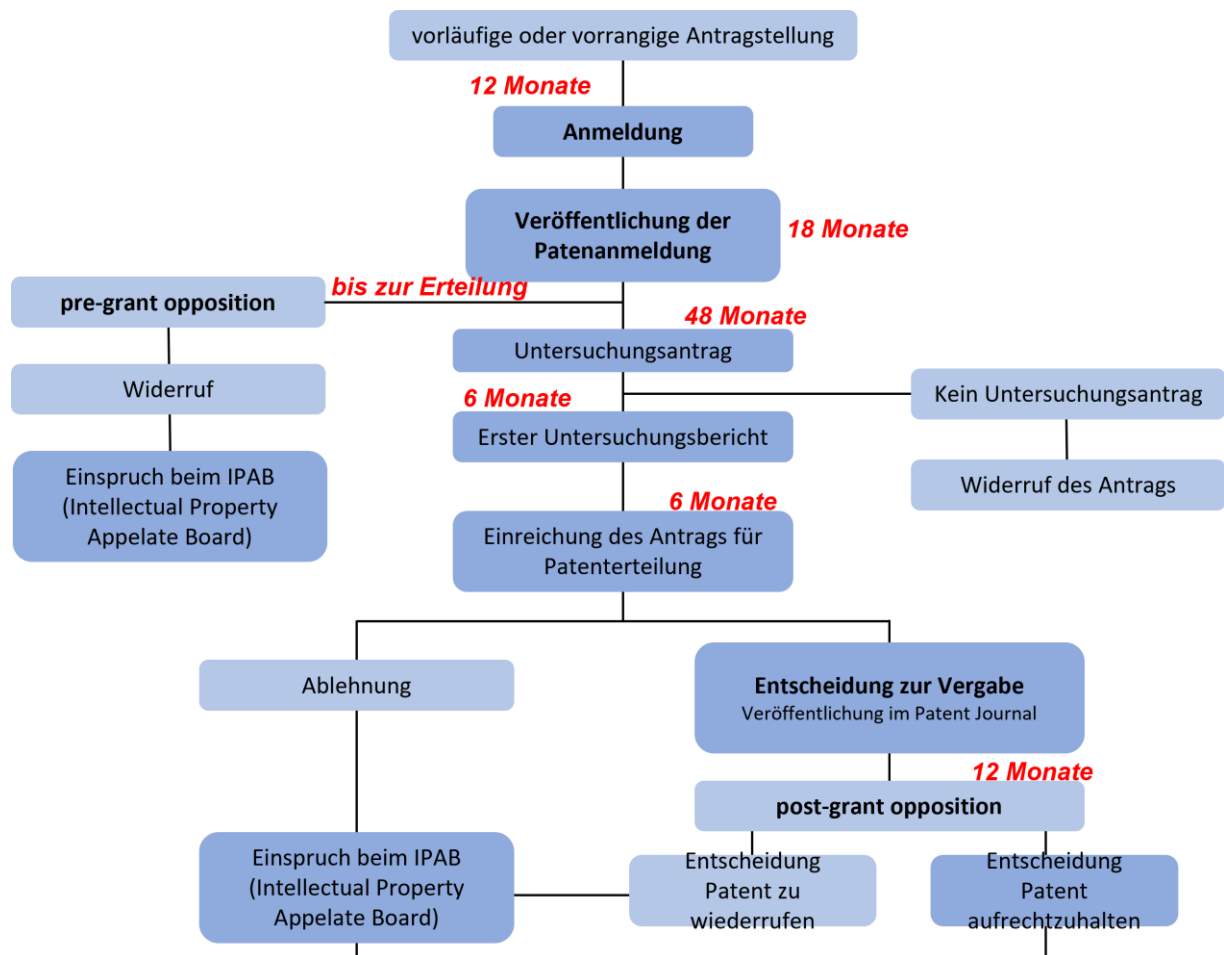 vorläufige oder vorrangige Antragstellung
12 Monate
Anmeldung
Veröffentlichung der
Patenanmeldung
18 Monate
bis zur Erteilung
pre-grant opposition
48 Monate
Untersuchungsantrag
Widerruf
6 Monate
Kein Untersuchungsantrag
Erster Untersuchungsbericht
Einspruch beim IPAB
(Intellectual Property
Appelate Board)
Widerruf des Antrags
6 Monate
Einreichung des Antrags für
Patenterteilung
Ablehnung
Entscheidung zur Vergabe
Veröffentlichung im Patent Journal
12 Monate
post-grant opposition
Einspruch beim IPAB
(Intellectual Property
Appelate Board)
Entscheidung
Patent zu
wiederrufen
Entscheidung
Patent
aufrechtzuhalten